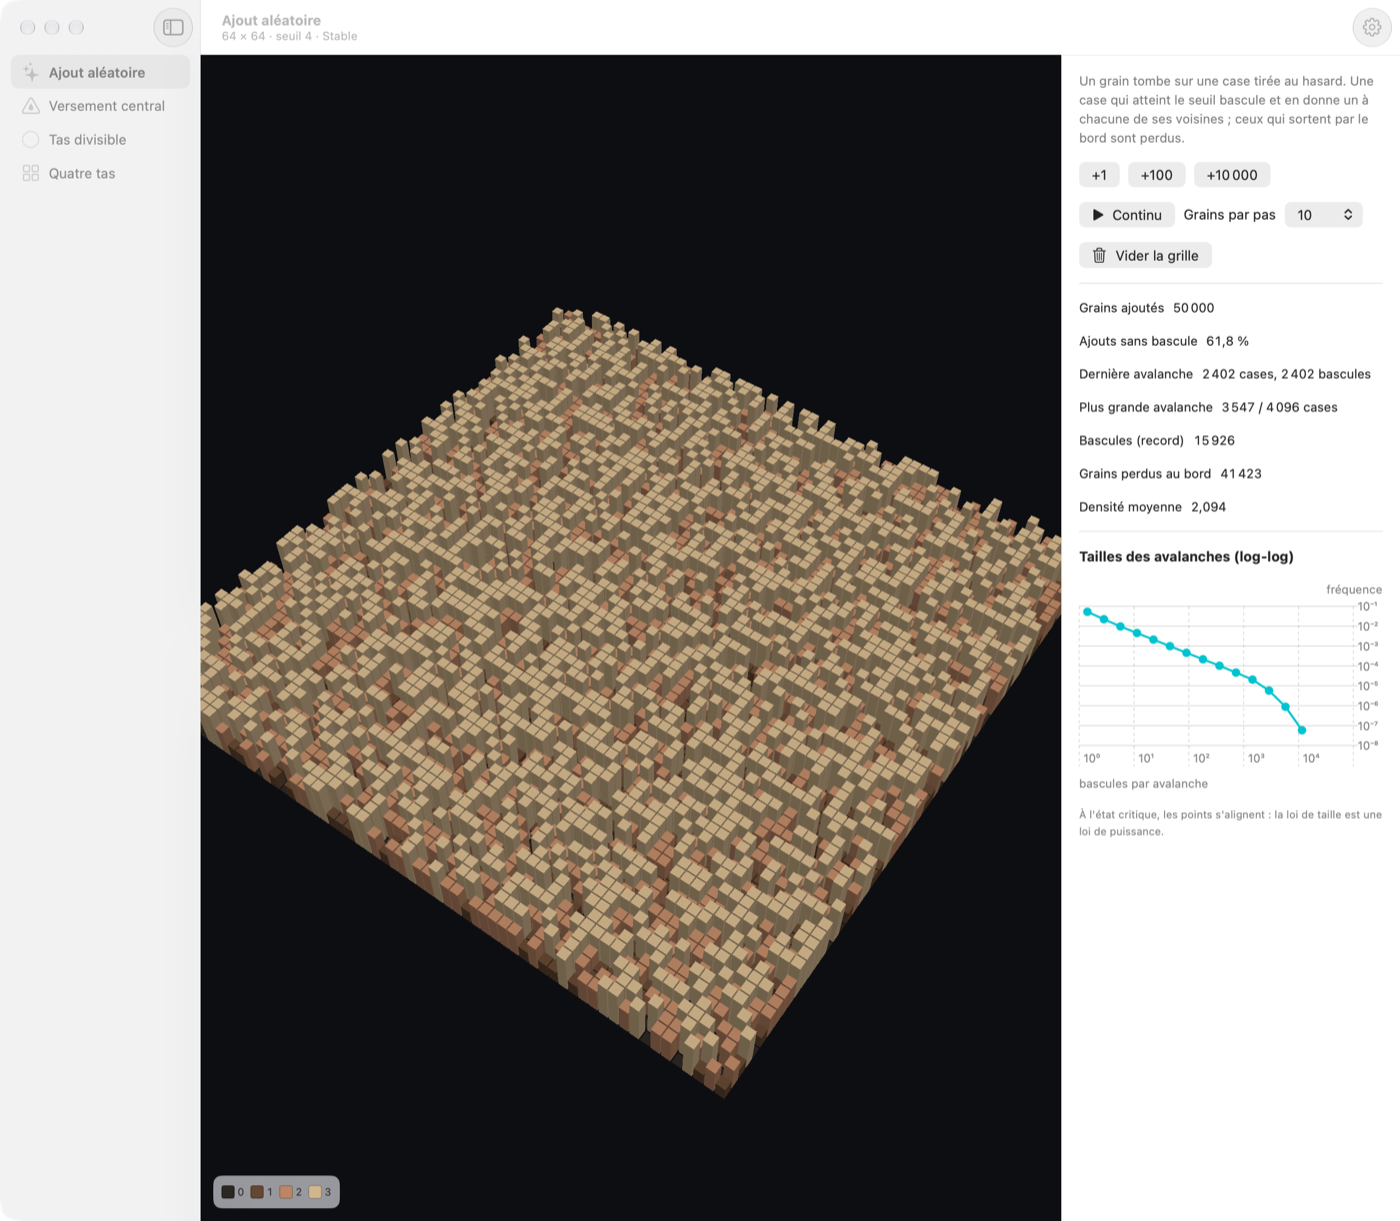 Ajout aléatoire
64 × 64 · seuil 4 · Stable
Ajout aléatoire
Versement central
Tas divisible
Quatre tas
Un grain tombe sur une case tirée au hasard. Une
case qui atteint le seuil bascule et en donne un à
chacune de ses voisines ; ceux qui sortent par le
bord sont perdus.
+1 +100 +10 000
Continu Grains par pas 10
Vider la grille
Grains ajoutés 50 000
Ajouts sans bascule 61,8 %
Dernière avalanche 2 402 cases, 2 402 bascules
Plus grande avalanche 3 547 / 4 096 cases
Bascules (record) 15 926
Grains perdus au bord 41 423
Densité moyenne 2,094
Tailles des avalanches (log-log)
fréquence
10⁻¹
10⁻²
10⁻³
10⁻⁴
10⁻⁵
10⁻⁶
10⁻⁷
10⁻⁸
10⁰ 10¹ 10² 10³ 10⁴
bascules par avalanche
À l'état critique, les points s'alignent : la loi de taille est une
loi de puissance.
0 1 2 3